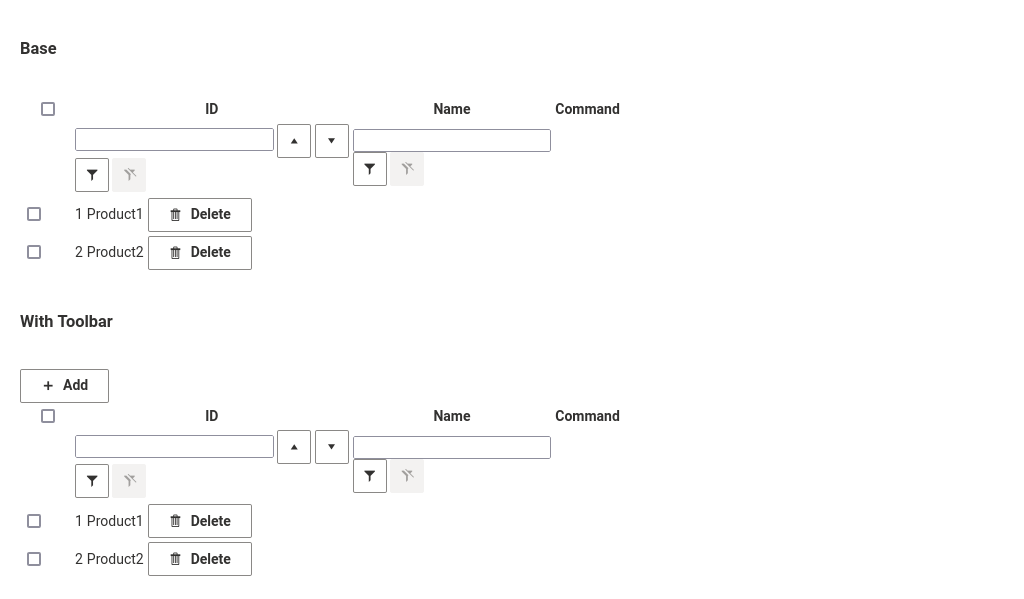 Base
ID Name Command
1 Product1 Delete
2 Product2 Delete
With Toolbar
Add
ID Name Command
1 Product1 Delete
2 Product2 Delete